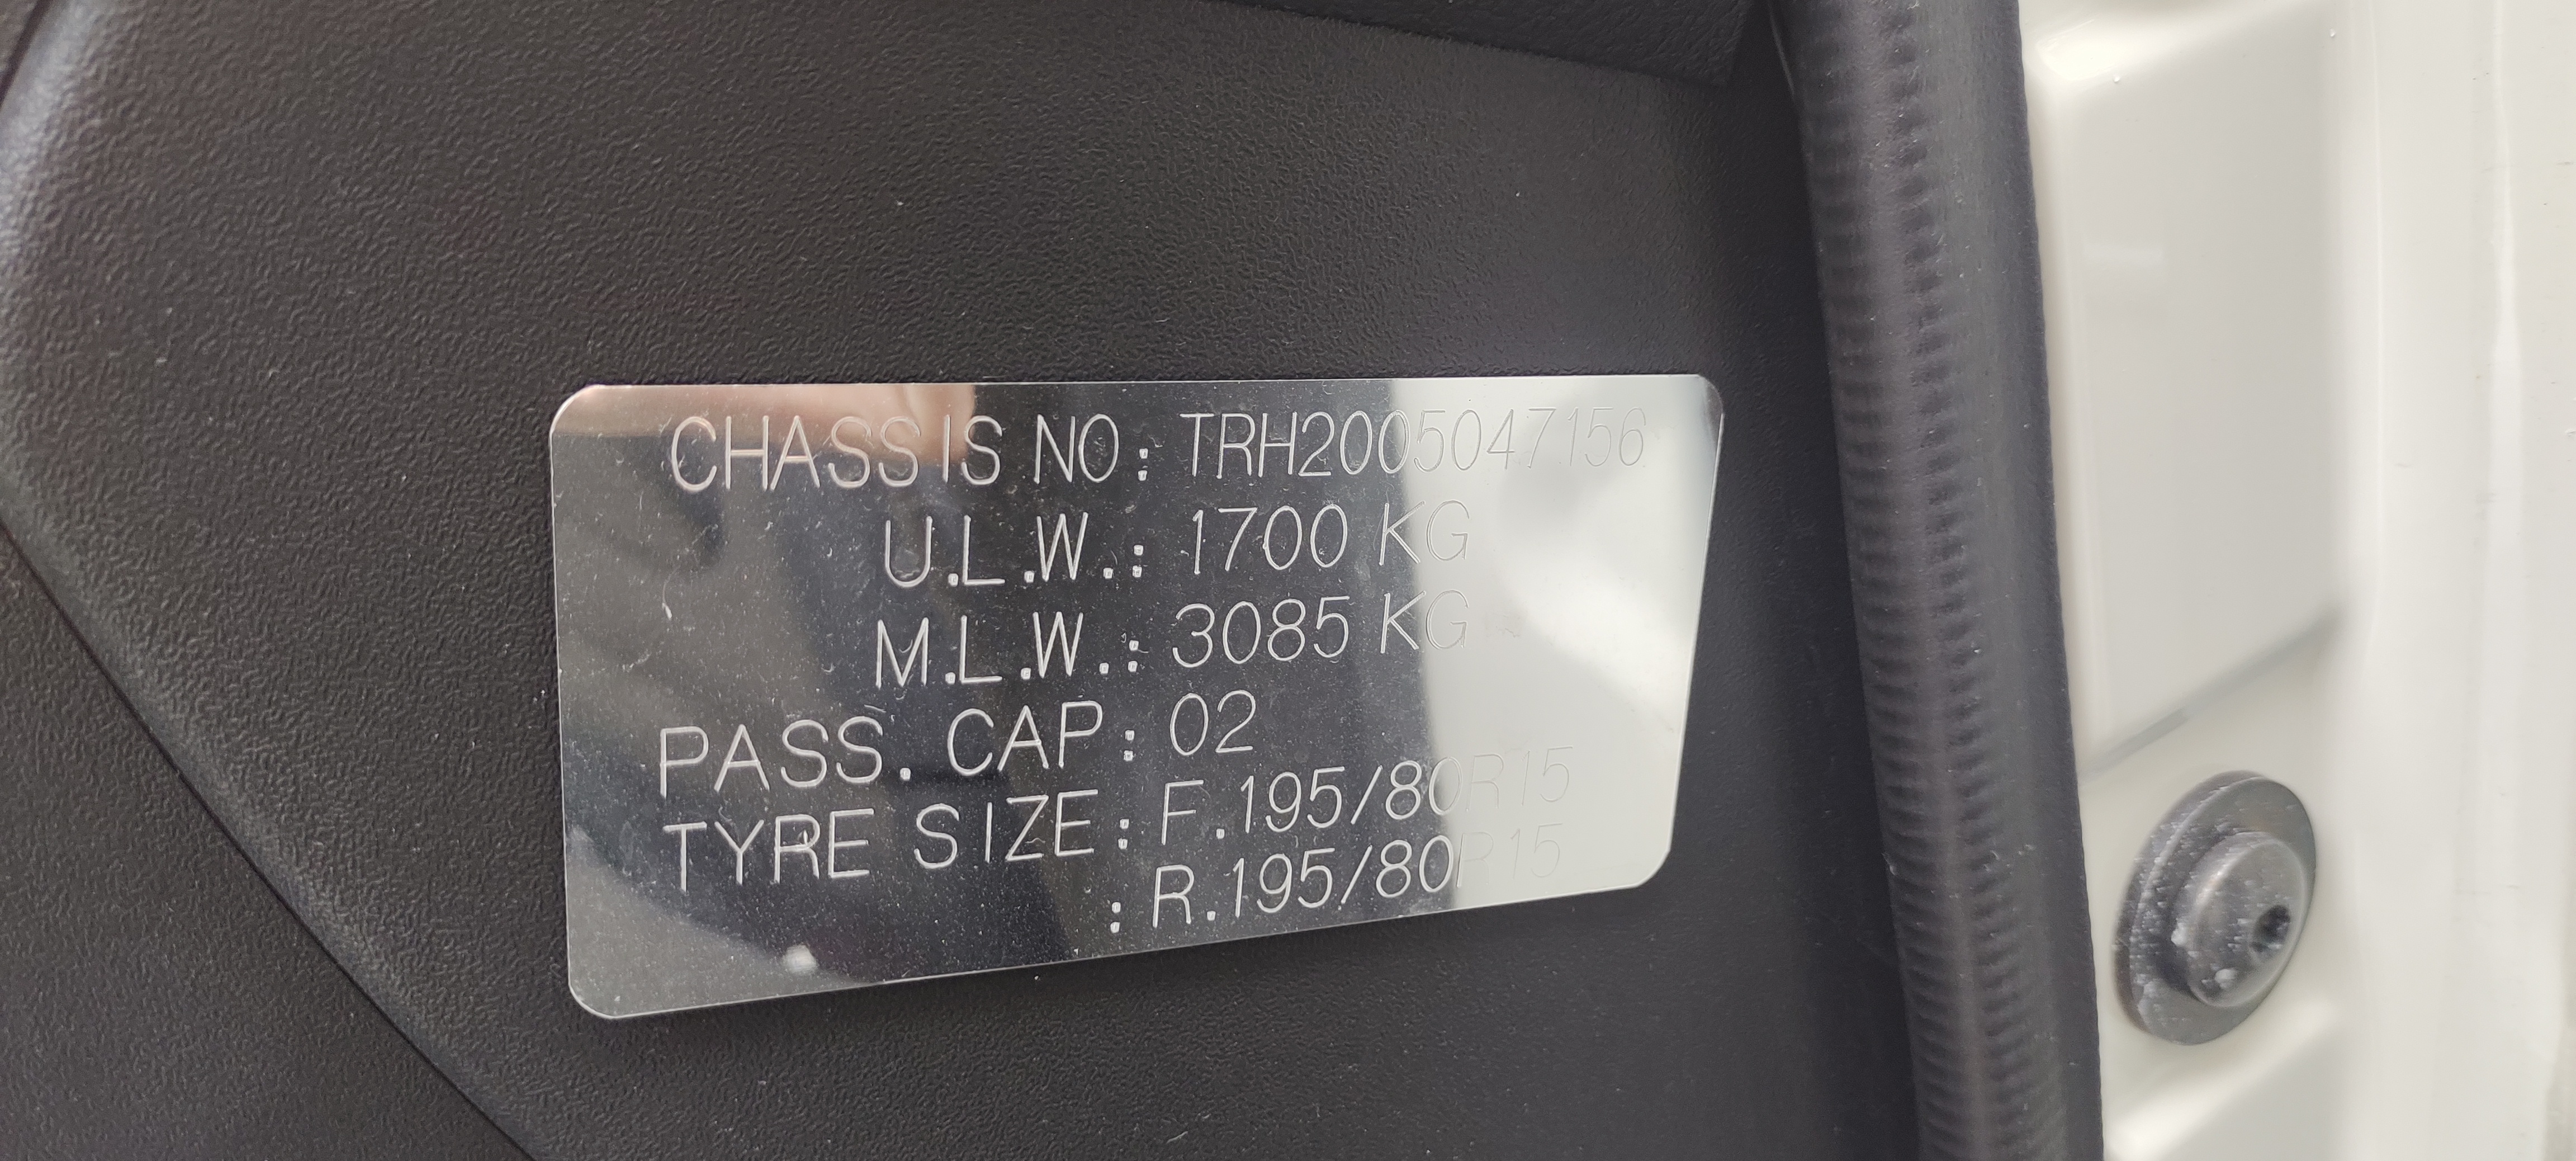 CHASSIS NO: TRH2005047156
U.L.W.: 1700 KG
M.L.W.: 3085 KG
PASS. CAP: 02
TYRE SIZE: F.195/80R15
: R.195/80R15